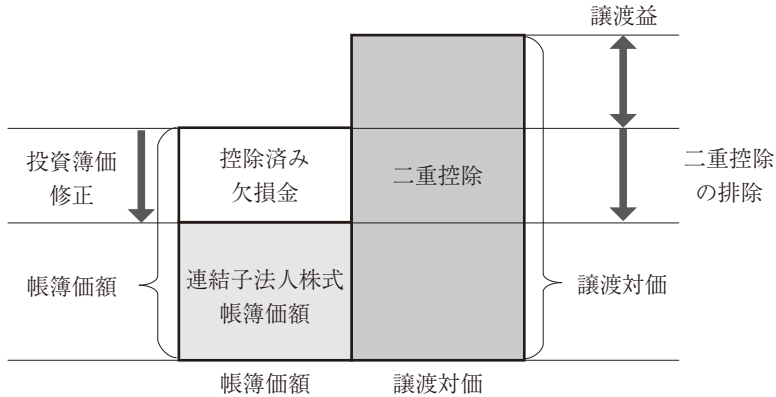 譲渡益
投資簿価
修正
控除済み
欠損金
二重控除
二重控除
の排除
帳簿価額
連結子法人株式
帳簿価額
譲渡対価
帳簿価額
譲渡対価